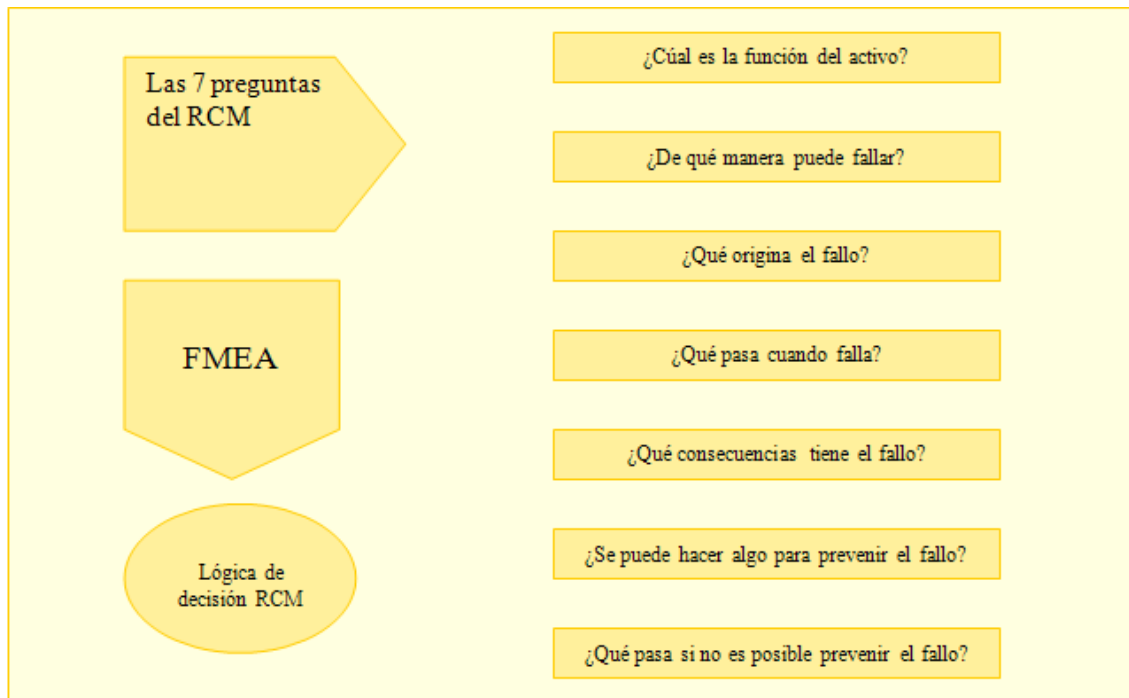 Las 7 preguntas
del RCM
FMEA
Lógica de
decisión RCM
¿Cúal es la función del activo?
¿De qué manera puede fallar?
¿Qué origina el fallo?
¿Qué pasa cuando falla?
¿Qué consecuencias tiene el fallo?
¿Se puede hacer algo para prevenir el fallo?
¿Qué pasa si no es posible prevenir el fallo?